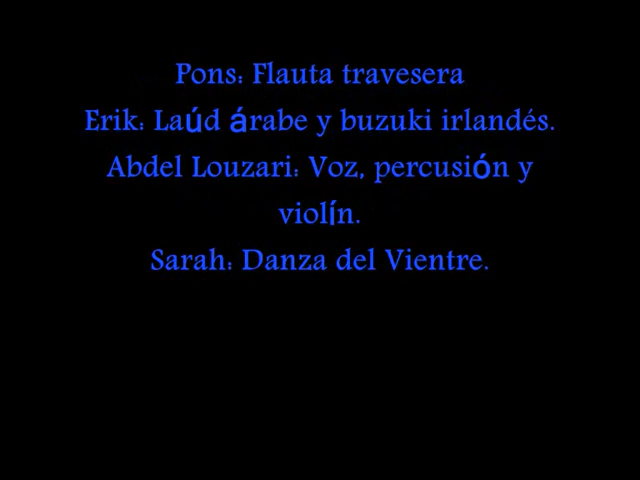 Pons: Flauta travesera
Erik: Laúd árabe y buzuki irlandés.
Abdel Louzari: Voz, percusión y
violín.
Sarah: Danza del Vientre.